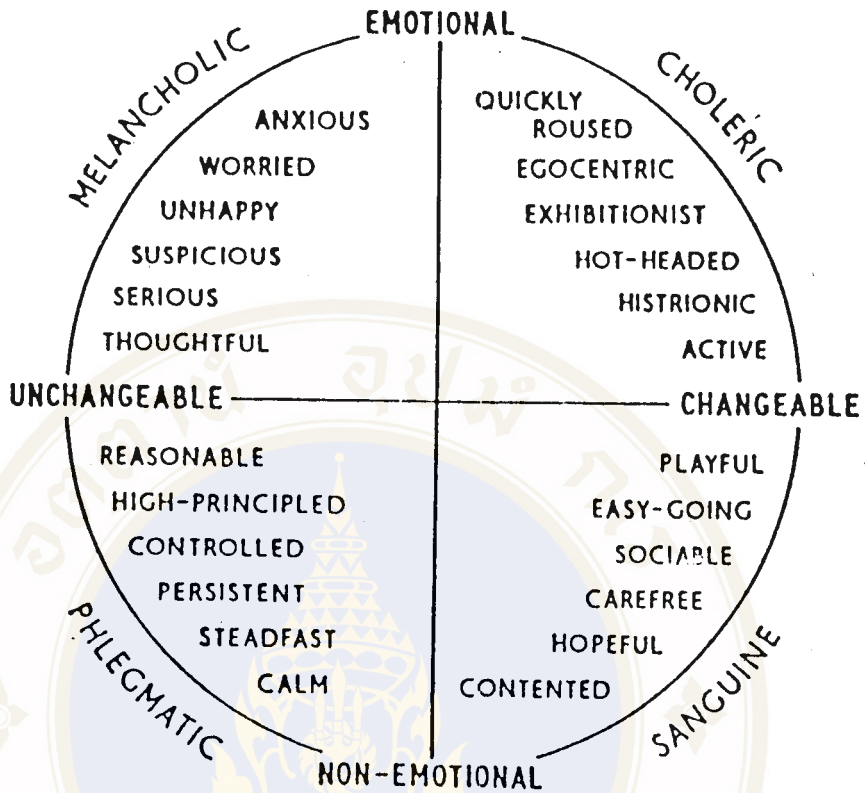 EMOTIONAL
MELANCHOLIC
CHOLERIC
ANXIOUS
WORRIED
UNHAPPY
SUSPICIOUS
SERIOUS
THOUGHTFUL
QUICKLY
ROUSED
EGOCENTRIC
EXHIBITIONIST
HOT-HEADED
HISTRIONIC
ACTIVE
UNCHANGEABLE
CHANGEABLE
REASONABLE
HIGH-PRINCIPLED
CONTROLLED
PERSISTENT
STEADFAST
CALM
PLAYFUL
EASY-GOING
SOCIABLE
CAREFREE
HOPEFUL
CONTENTED
PHLEGMATIC
SANGUINE
NON-EMOTIONAL